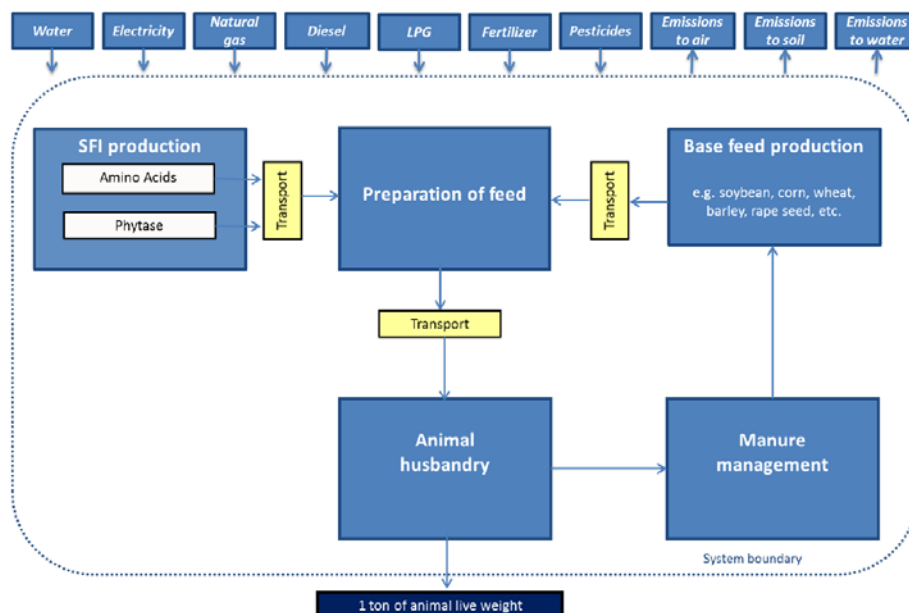 Water
Electricity
Natural
gas
Diesel
LPG
Fertilizer
Pesticides
Emissions
to air
Emissions
to soil
Emissions
to water
SFI production
Amino Acids
Phytase
Transport
Preparation of feed
Transport
Base feed production
e.g. soybean, corn, wheat,
barley, rape seed, etc.
Transport
Animal
husbandry
Manure
management
System boundary
1 ton of animal live weight